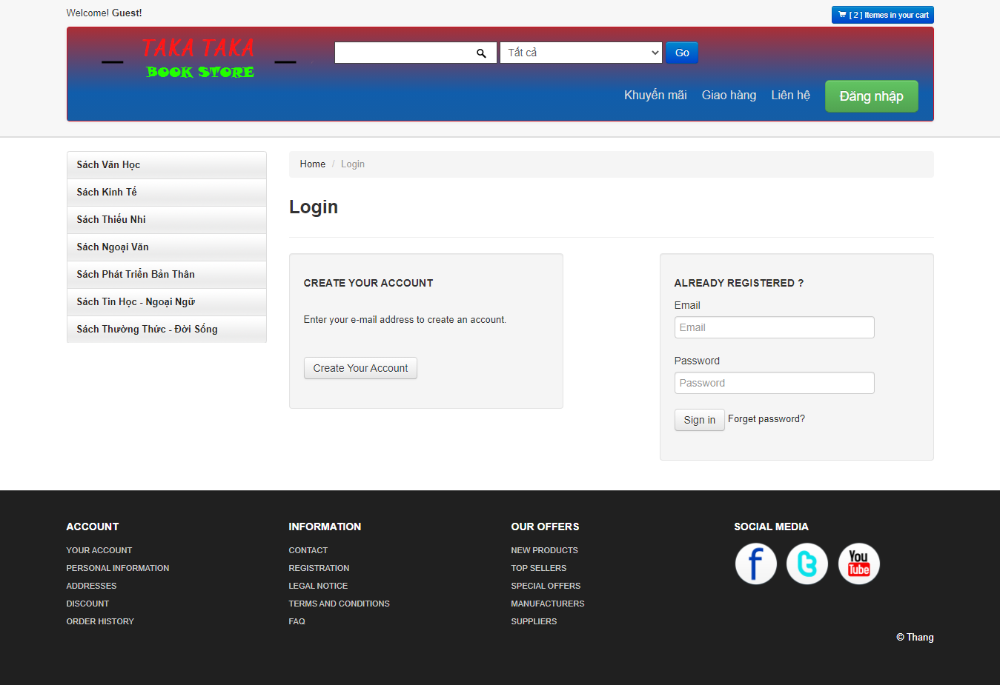 Welcome! Guest!
[ 2 ] Itemes in your cart
TAKA TAKA
BOOK STORE
Tất cả
Go
Khuyến mãi
Giao hàng
Liên hệ
Đăng nhập
Sách Văn Học
Sách Kinh Tế
Sách Thiếu Nhi
Sách Ngoại Văn
Sách Phát Triển Bản Thân
Sách Tin Học - Ngoại Ngữ
Sách Thường Thức - Đời Sống
Home / Login
Login
CREATE YOUR ACCOUNT
Enter your e-mail address to create an account.
Create Your Account
ALREADY REGISTERED ?
Email
Email
Password
Password
Sign in Forget password?
ACCOUNT
YOUR ACCOUNT
PERSONAL INFORMATION
ADDRESSES
DISCOUNT
ORDER HISTORY
INFORMATION
CONTACT
REGISTRATION
LEGAL NOTICE
TERMS AND CONDITIONS
FAQ
OUR OFFERS
NEW PRODUCTS
TOP SELLERS
SPECIAL OFFERS
MANUFACTURERS
SUPPLIERS
SOCIAL MEDIA
f
t
You
Tube
© Thang